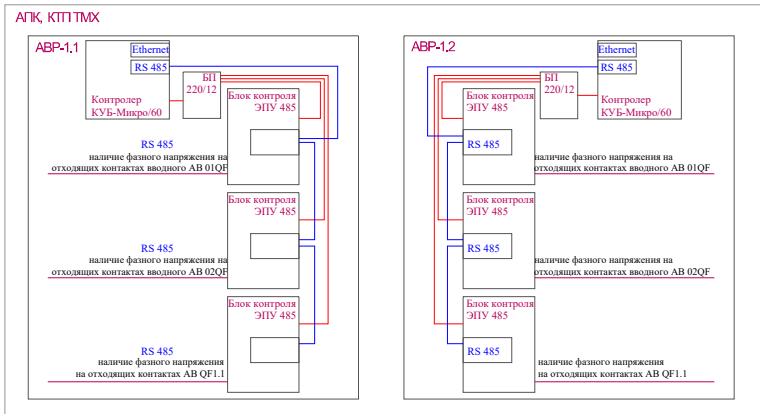 АПК, КТП ТМХ
АВР-1.1
Ethernet
RS 485
БП
220/12
Контролер
КУБ-Микро/60
Блок контроля
ЭПУ 485
RS 485
наличие фазного напряжения на
отходящих контактах вводного АВ 01QF
Блок контроля
ЭПУ 485
RS 485
наличие фазного напряжения на
отходящих контактах вводного АВ 02QF
Блок контроля
ЭПУ 485
RS 485
наличие фазного напряжения
на отходящих контактах АВ QF1.1
АВР-1.2
Ethernet
RS 485
БП
220/12
Контролер
КУБ-Микро/60
Блок контроля
ЭПУ 485
RS 485
наличие фазного напряжения на
отходящих контактах вводного АВ 01QF
Блок контроля
ЭПУ 485
RS 485
наличие фазного напряжения на
отходящих контактах вводного АВ 02QF
Блок контроля
ЭПУ 485
RS 485
наличие фазного напряжения
на отходящих контактах АВ QF1.1